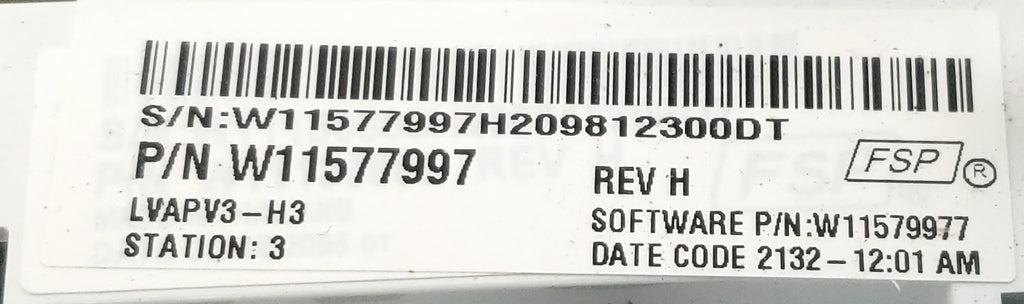 S/N:W11577997H209812300DT
P/N W11577997
REV H
FSP ®
LVAPV3-H3
SOFTWARE P/N:W11579977
STATION: 3
DATE CODE 2132-12:01 AM